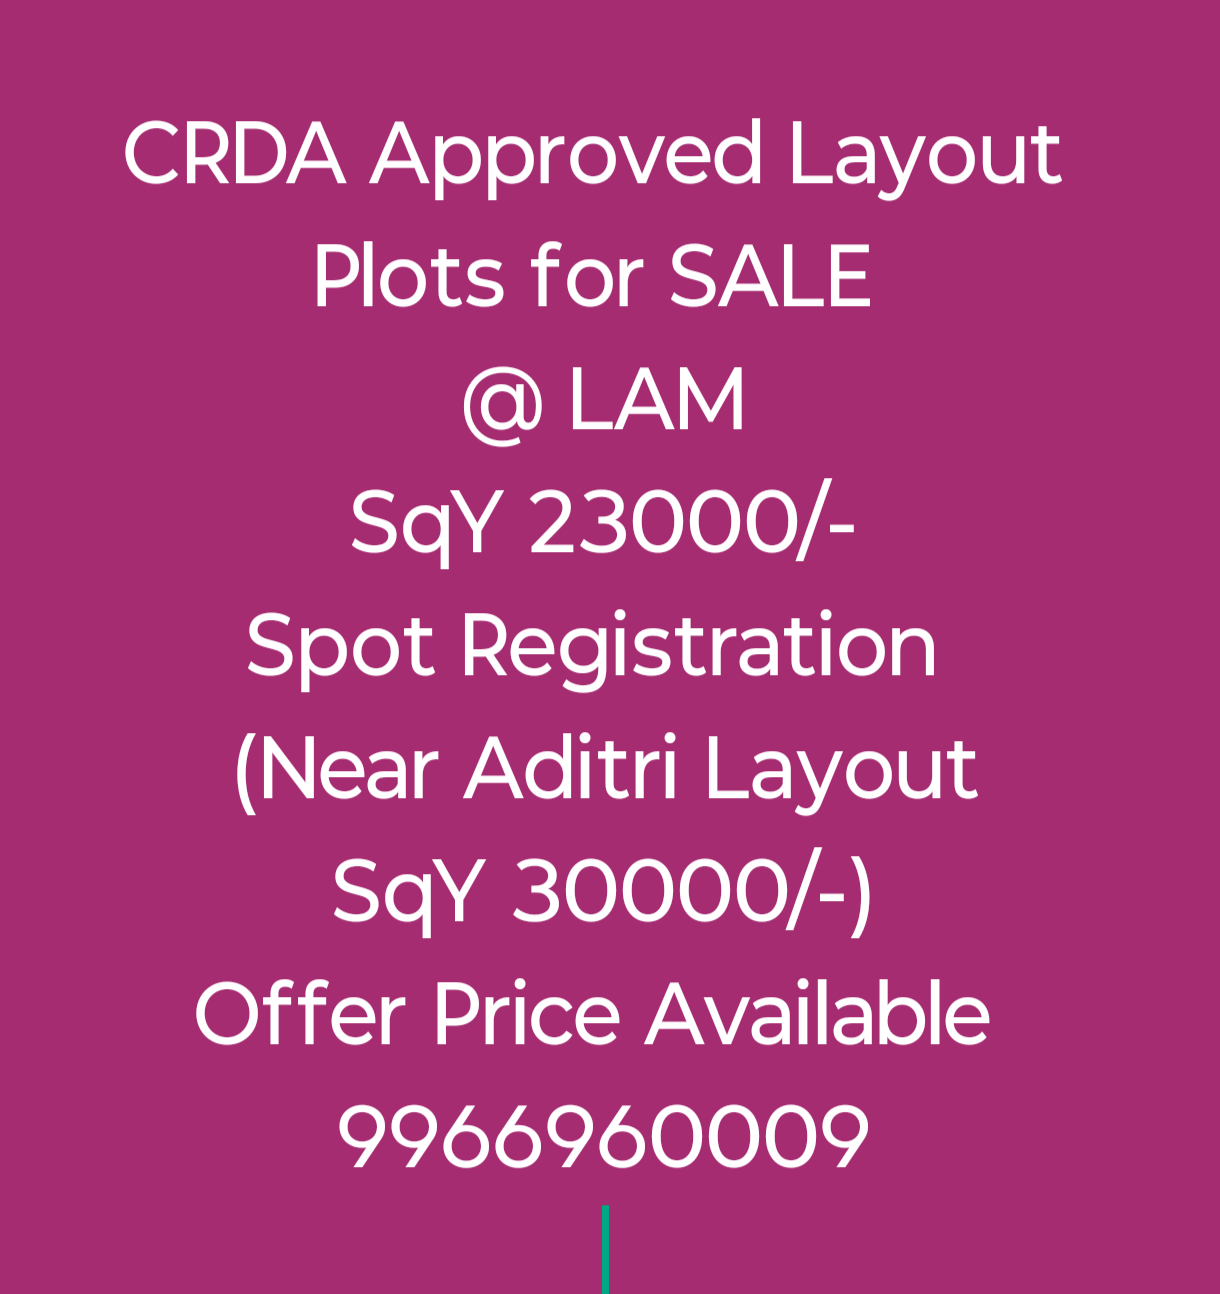 CRDA Approved Layout
Plots for SALE
@ LAM
SqY 23000/-
Spot Registration
(Near Aditri Layout
SqY 30000/-)
Offer Price Available
9966960009